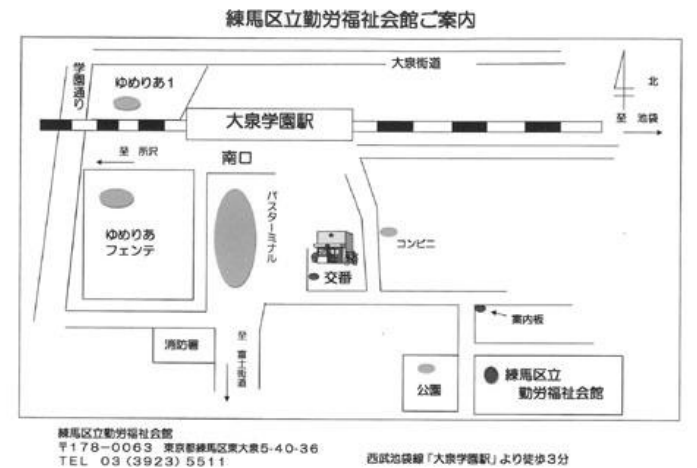 練馬区立勤労福祉会館ご案内
大泉街道
学園通り
ゆめりあ1
北
至 池袋
大泉学園駅
至 所沢
南口
バスターミナル
ゆめりあ
フェンテ
コンビニ
交番
案内板
消防署
至 富士街道
公園
練馬区立
勤労福祉会館
練馬区立勤労福祉会館
〒178-0063 東京都練馬区東大泉5-40-36
TEL 03(3923)5511
西武池袋線「大泉学園駅」より徒歩3分